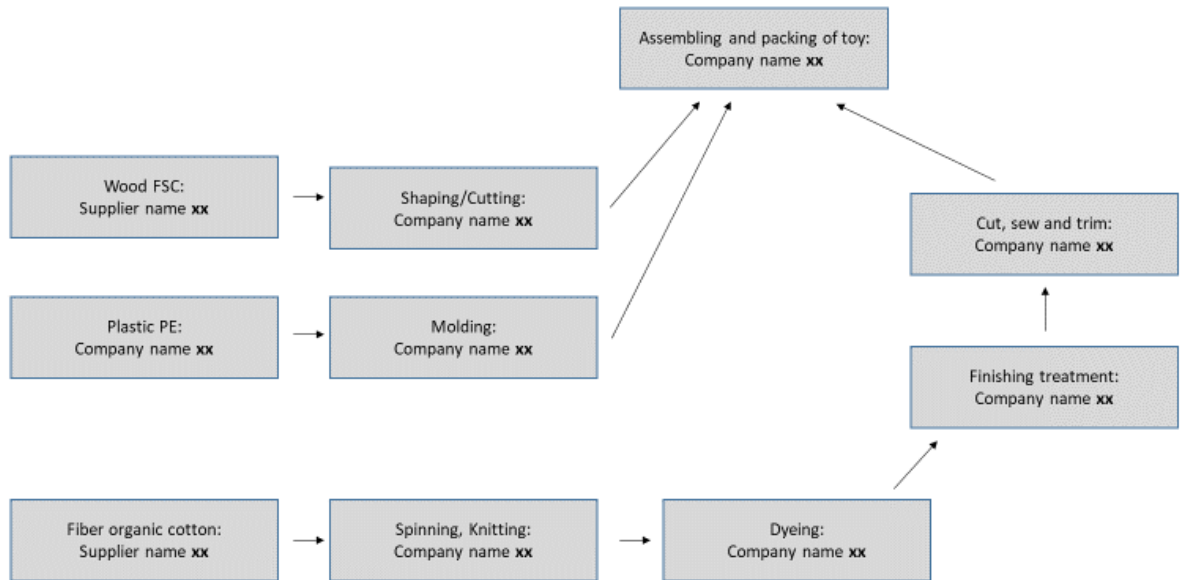 Assembling and packing of toy:
Company name xx
Wood FSC:
Supplier name xx
Shaping/Cutting:
Company name xx
Cut, sew and trim:
Company name xx
Plastic PE:
Company name xx
Molding:
Company name xx
Finishing treatment:
Company name xx
Fiber organic cotton:
Supplier name xx
Spinning, Knitting:
Company name xx
Dyeing:
Company name xx